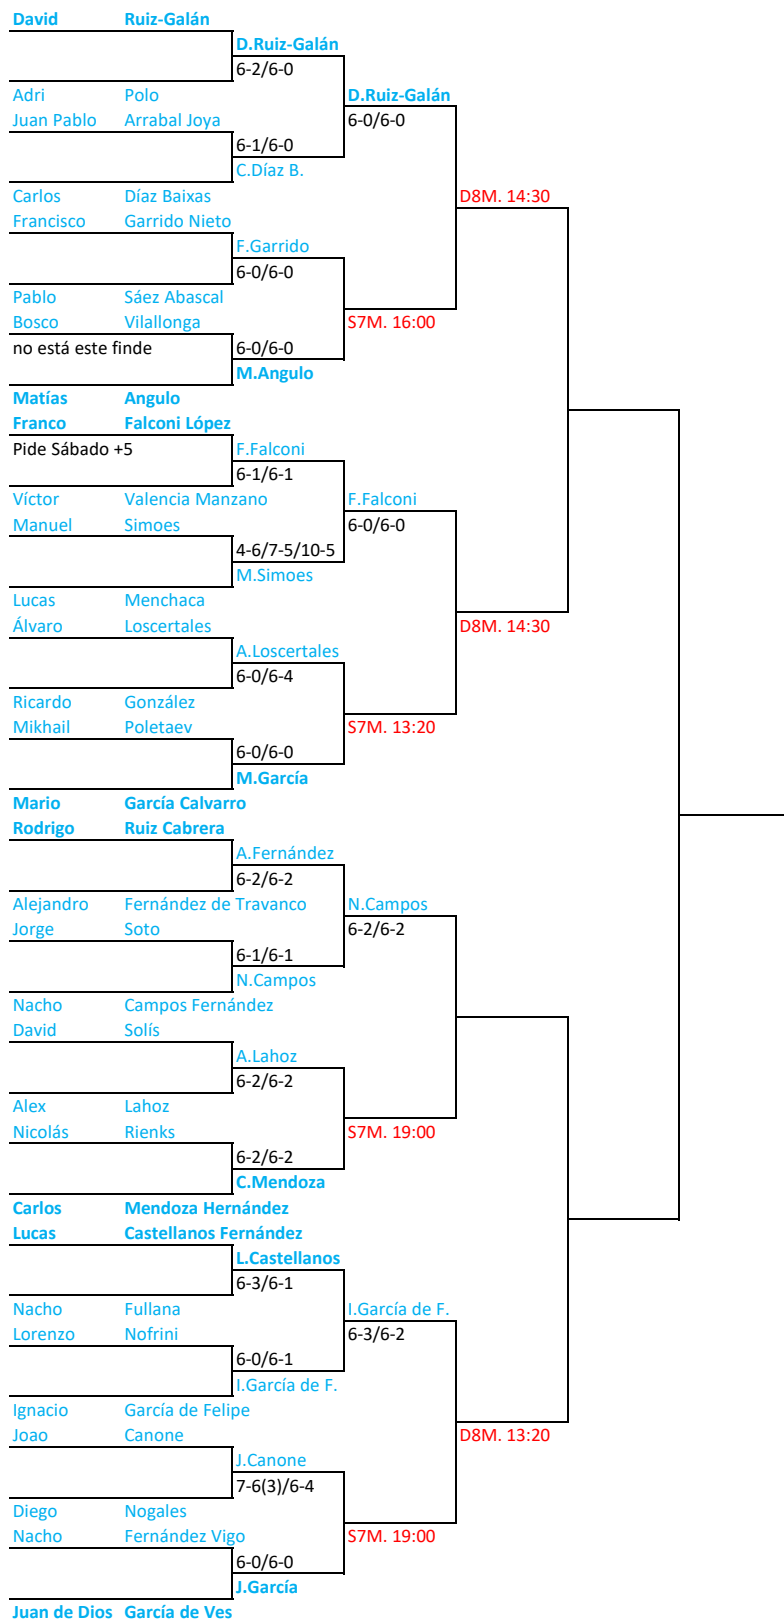 David Ruiz-Galán
D.Ruiz-Galán
6-2/6-0
Adri Polo
D.Ruiz-Galán
Juan Pablo Arrabal Joya
6-0/6-0
6-1/6-0
C.Díaz B.
Carlos Díaz Baixas
D8M. 14:30
Francisco Garrido Nieto
F.Garrido
6-0/6-0
Pablo Sáez Abascal
Bosco Vilallonga
S7M. 16:00
no está este finde
6-0/6-0
M.Angulo
Matías Angulo
Franco Falconi López
Pide Sábado +5
F.Falconi
6-1/6-1
Víctor Valencia Manzano
F.Falconi
Manuel Simoes
6-0/6-0
4-6/7-5/10-5
M.Simoes
Lucas Menchaca
Álvaro Loscertales
D8M. 14:30
A.Loscertales
6-0/6-4
Ricardo González
Mikhail Poletaev
S7M. 13:20
6-0/6-0
M.García
Mario García Calvarro
Rodrigo Ruiz Cabrera
A.Fernández
6-2/6-2
Alejandro Fernández de Travanco
N.Campos
Jorge Soto
6-2/6-2
6-1/6-1
N.Campos
Nacho Campos Fernández
David Solís
A.Lahoz
6-2/6-2
Alex Lahoz
Nicolás Rienks
S7M. 19:00
6-2/6-2
C.Mendoza
Carlos Mendoza Hernández
Lucas Castellanos Fernández
L.Castellanos
6-3/6-1
Nacho Fullana
I.García de F.
Lorenzo Nofrini
6-3/6-2
6-0/6-1
I.García de F.
Ignacio García de Felipe
Joao Canone
D8M. 13:20
J.Canone
7-6(3)/6-4
Diego Nogales
Nacho Fernández Vigo
S7M. 19:00
6-0/6-0
J.García
Juan de Dios García de Ves